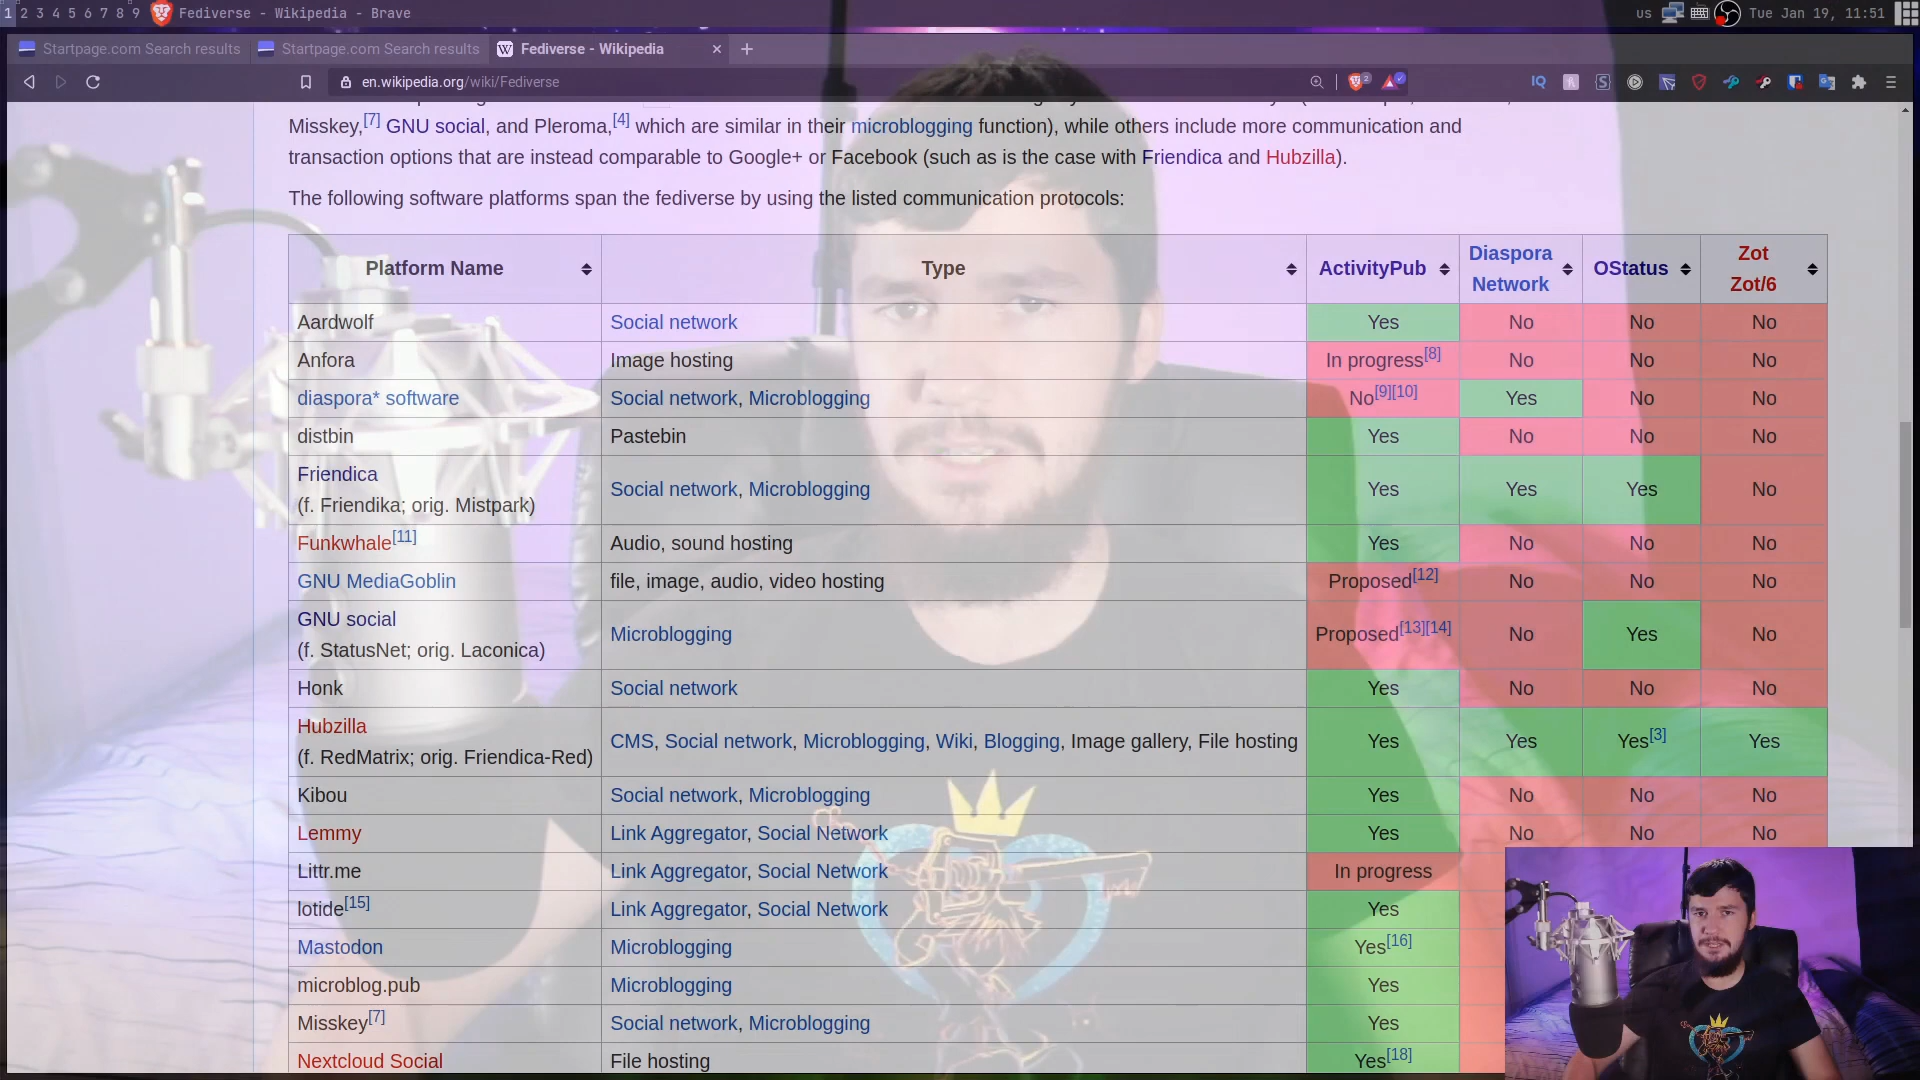 1 2 3 4 5 6 7 8 9 Fediverse - Wikipedia - Brave
us Tue Jan 19, 11:51
Startpage.com Search results
Startpage.com Search results
Fediverse - Wikipedia
en.wikipedia.org/wiki/Fediverse
Misskey,[7] GNU social, and Pleroma,[4] which are similar in their microblogging function), while others include more communication and
transaction options that are instead comparable to Google+ or Facebook (such as is the case with Friendica and Hubzilla).
The following software platforms span the fediverse by using the listed communication protocols:
Platform Name Type ActivityPub Diaspora Network OStatus Zot Zot/6
Aardwolf Social network Yes No No No
Anfora Image hosting In progress[8] No No No
diaspora* software Social network, Microblogging No[9][10] Yes No No
distbin Pastebin Yes No No No
Friendica
(f. Friendika; orig. Mistpark) Social network, Microblogging Yes Yes Yes No
Funkwhale[11] Audio, sound hosting Yes No No No
GNU MediaGoblin file, image, audio, video hosting Proposed[12] No No No
GNU social
(f. StatusNet; orig. Laconica) Microblogging Proposed[13][14] No Yes No
Honk Social network Yes No No No
Hubzilla
(f. RedMatrix; orig. Friendica-Red) CMS, Social network, Microblogging, Wiki, Blogging, Image gallery, File hosting Yes Yes Yes[3] Yes
Kibou Social network, Microblogging Yes No No No
Lemmy Link Aggregator, Social Network Yes No No No
Littr.me Link Aggregator, Social Network In progress
lotide[15] Link Aggregator, Social Network Yes
Mastodon Microblogging Yes[16]
microblog.pub Microblogging Yes
Misskey[7] Social network, Microblogging Yes
Nextcloud Social File hosting Yes[18]